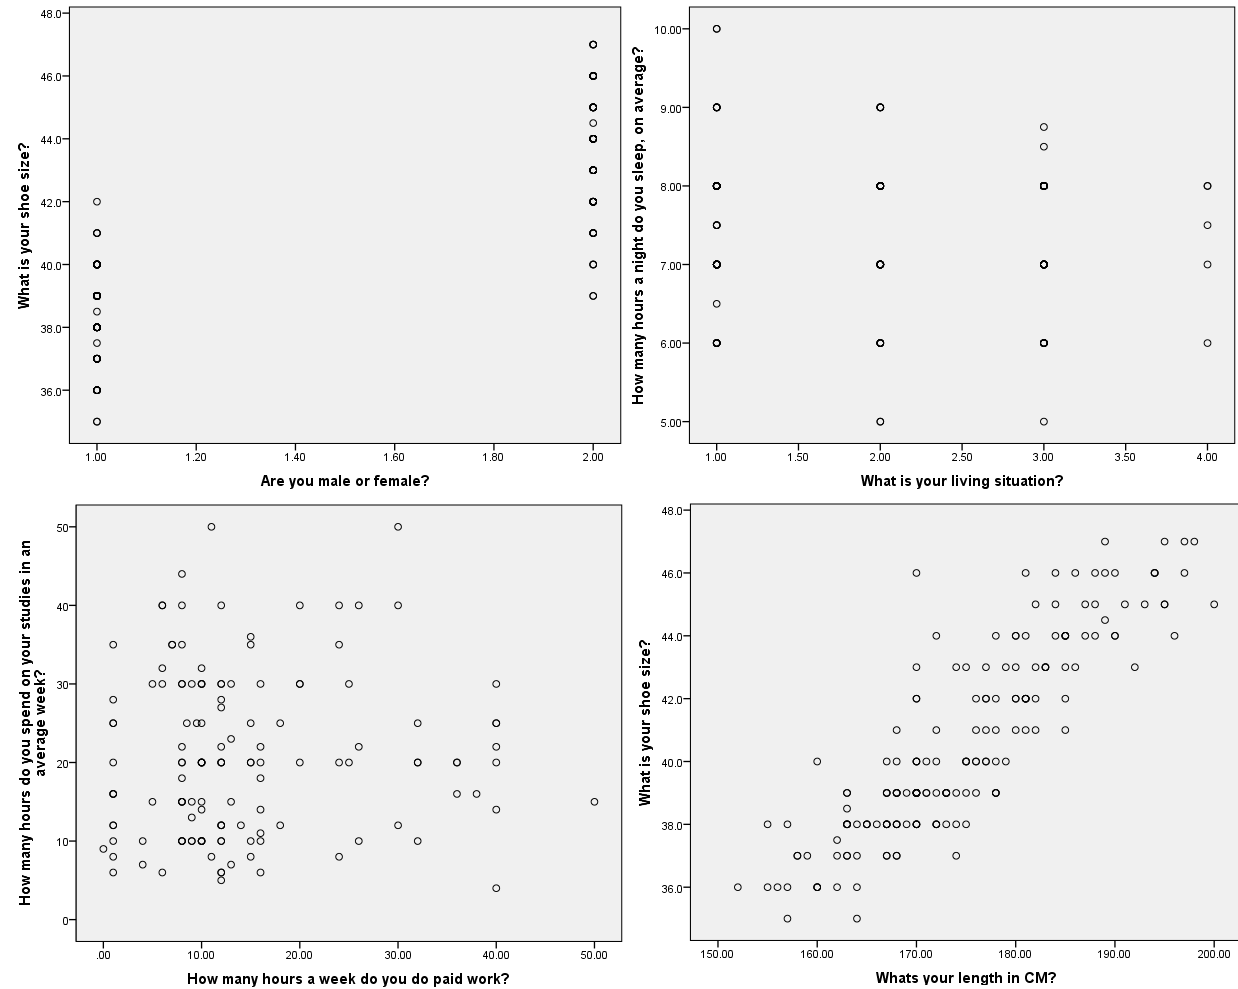 48.0
46.0
44.0
42.0
40.0
38.0
36.0
What is your shoe size?
1.00 1.20 1.40 1.60 1.80 2.00
Are you male or female?
10.00
9.00
8.00
7.00
6.00
5.00
How many hours a night do you sleep, on average?
1.00 1.50 2.00 2.50 3.00 3.50 4.00
What is your living situation?
50
40
30
20
10
0
How many hours do you spend on your studies in an
average week?
.00 10.00 20.00 30.00 40.00 50.00
How many hours a week do you do paid work?
48.0
46.0
44.0
42.0
40.0
38.0
36.0
What is your shoe size?
150.00 160.00 170.00 180.00 190.00 200.00
Whats your length in CM?